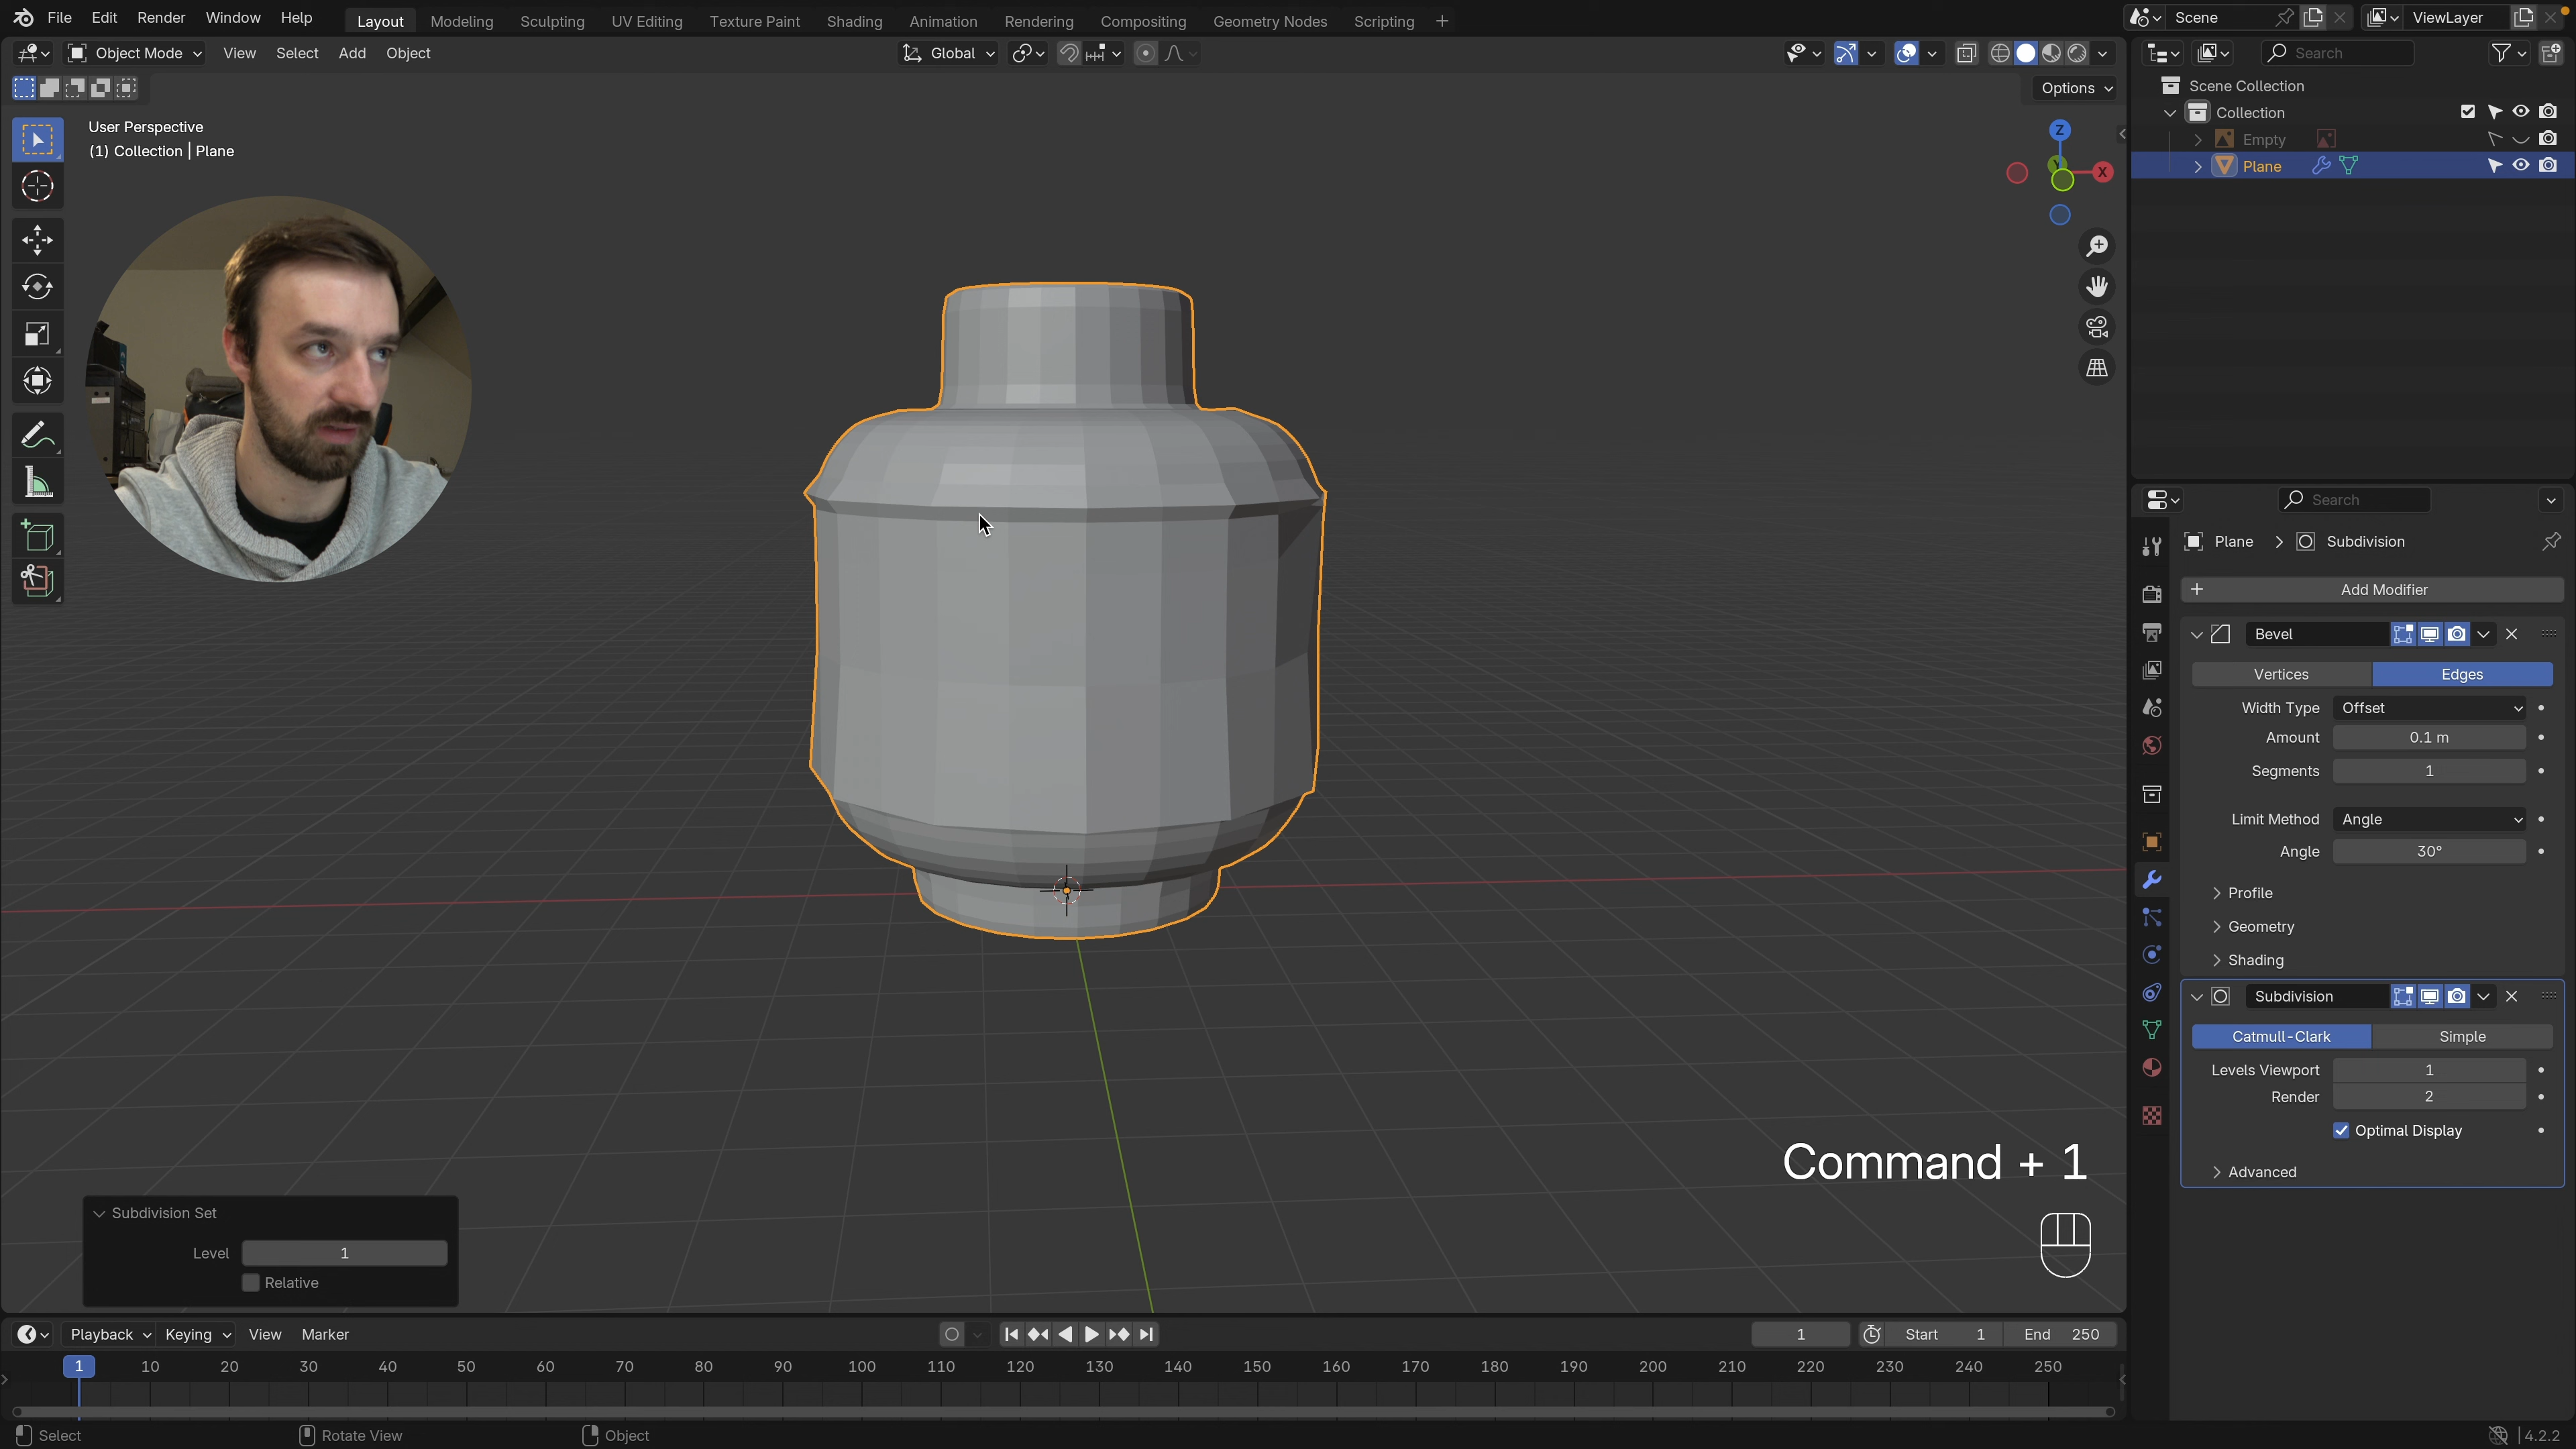 File Edit Render Window Help
Layout Modeling Sculpting UV Editing Texture Paint Shading Animation Rendering Compositing Geometry Nodes Scripting
Scene
ViewLayer
Object Mode View Select Add Object
Global
Search
Options
User Perspective
(1) Collection | Plane
Z
Y
X
Scene Collection
Collection
Empty
Plane
Search
Plane > Subdivision
+ Add Modifier
Bevel
Vertices Edges
Width Type Offset
Amount 0.1 m
Segments 1
Limit Method Angle
Angle 30°
Profile
Geometry
Shading
Subdivision
Catmull-Clark Simple
Levels Viewport 1
Render 2
Optimal Display
Advanced
Command + 1
Subdivision Set
Level 1
Relative
Playback Keying View Marker
1 Start 1 End 250
1 10 20 30 40 50 60 70 80 90 100 110 120 130 140 150 160 170 180 190 200 210 220 230 240 250
Select Rotate View Object
4.2.2